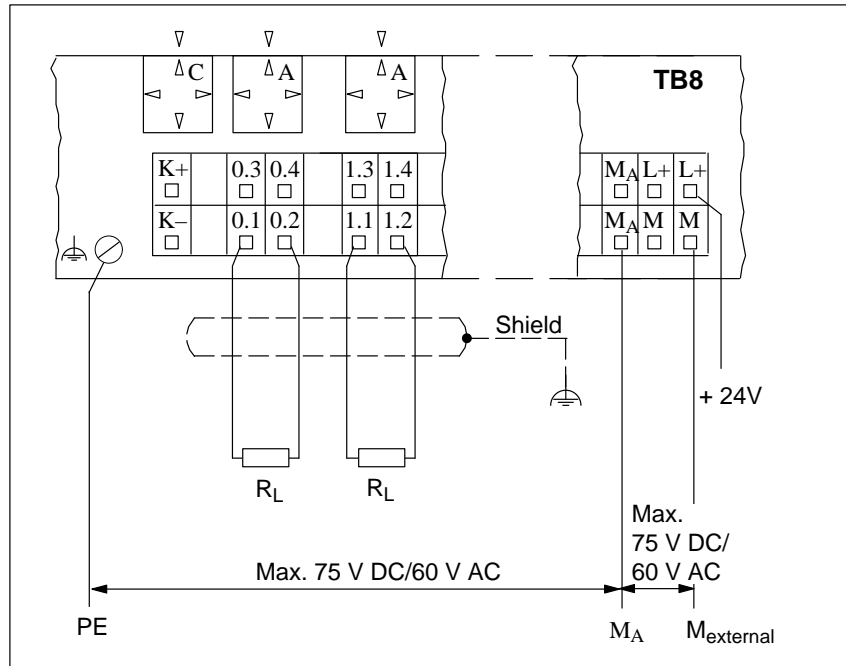 C A A
TB8
K+ 0.3 0.4 1.3 1.4 MA L+ L+
K– 0.1 0.2 1.1 1.2 MA M M
Shield
+ 24V
RL RL
Max.
75 V DC/
60 V AC
Max. 75 V DC/60 V AC
PE MA Mexternal